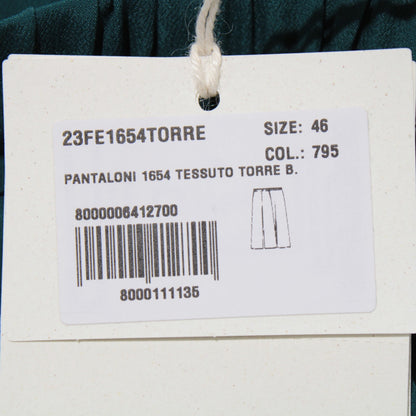 23FE1654TORRE SIZE: 46
COL.: 795
PANTALONI 1654 TESSUTO TORRE B.
8000006412700
8000111135